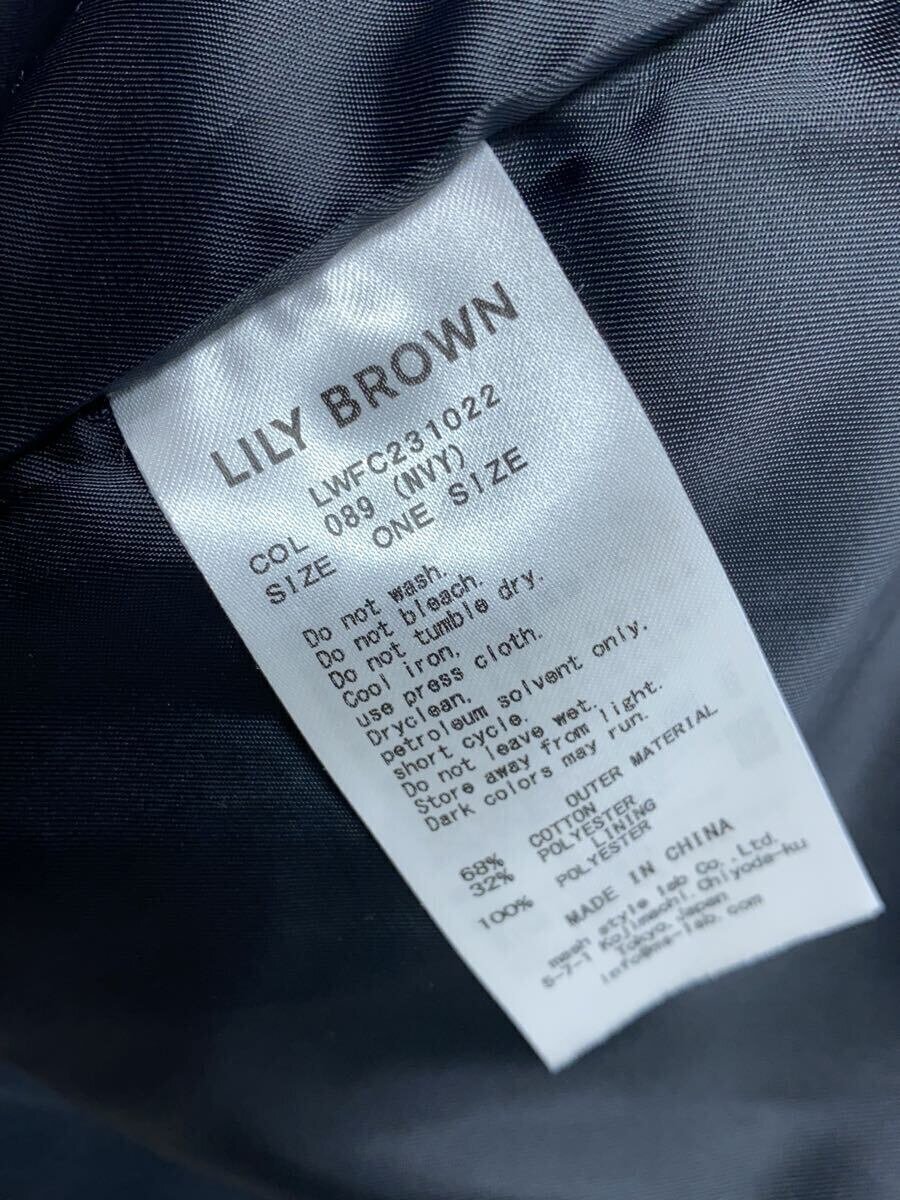 LILY BROWN
LWFC231022
COL 089 (NVY)
SIZE ONE SIZE
Do not wash.
Do not bleach.
Do not tumble dry.
Cool iron,
use press cloth.
Dryclean,
petroleum solvent only.
short cycle.
Do not leave wet.
Store away from light.
Dark colors may run.
OUTER MATERIAL
68% COTTON
32% POLYESTER
LINING
100% POLYESTER
MADE IN CHINA
mash style lab Co.,Ltd.
5-7-1 Kojimachi,Chiyoda-ku
Tokyo,Japan
info@ms-lab.com